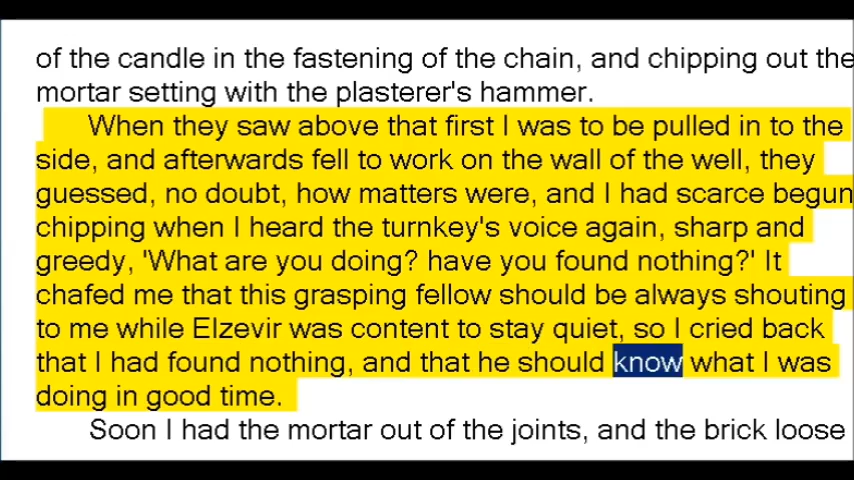 of the candle in the fastening of the chain, and chipping out the
mortar setting with the plasterer's hammer.
When they saw above that first I was to be pulled in to the
side, and afterwards fell to work on the wall of the well, they
guessed, no doubt, how matters were, and I had scarce begun
chipping when I heard the turnkey's voice again, sharp and
greedy, 'What are you doing? have you found nothing?' It
chafed me that this grasping fellow should be always shouting
to me while Elzevir was content to stay quiet, so I cried back
that I had found nothing, and that he should know what I was
doing in good time.
Soon I had the mortar out of the joints, and the brick loose